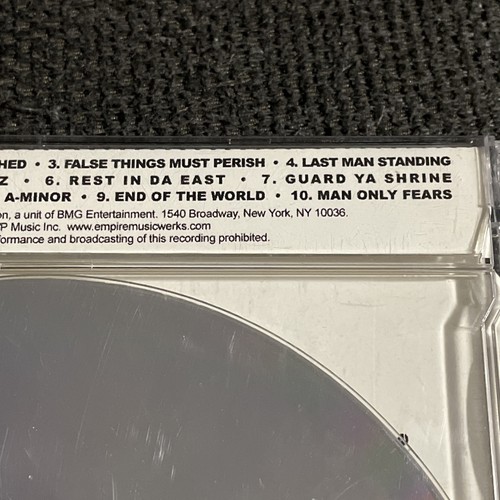 HED • 3. FALSE THINGS MUST PERISH • 4. LAST MAN STANDING
Z • 6. REST IN DA EAST • 7. GUARD YA SHRINE
A-MINOR • 9. END OF THE WORLD • 10. MAN ONLY FEARS
on, a unit of BMG Entertainment. 1540 Broadway, New York, NY 10036.
P Music Inc. www.empiremusicwerks.com
formance and broadcasting of this recording prohibited.